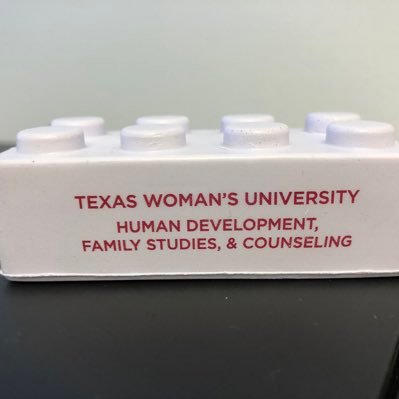 TEXAS WOMAN'S UNIVERSITY
HUMAN DEVELOPMENT,
FAMILY STUDIES, & COUNSELING